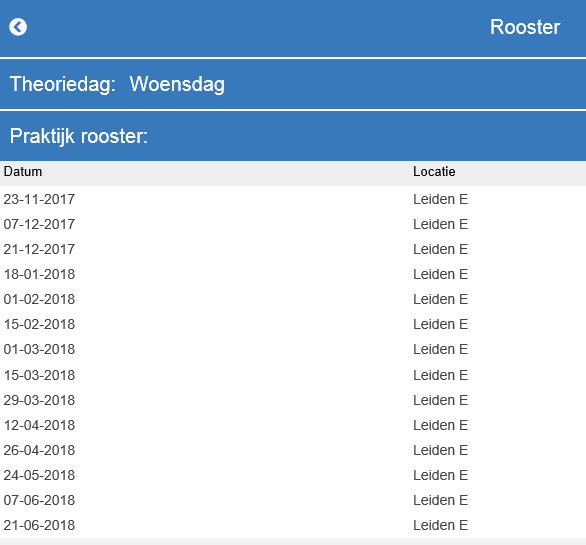 Rooster
Theoriedag: Woensdag
Praktijk rooster:
Datum Locatie
23-11-2017 Leiden E
07-12-2017 Leiden E
21-12-2017 Leiden E
18-01-2018 Leiden E
01-02-2018 Leiden E
15-02-2018 Leiden E
01-03-2018 Leiden E
15-03-2018 Leiden E
29-03-2018 Leiden E
12-04-2018 Leiden E
26-04-2018 Leiden E
24-05-2018 Leiden E
07-06-2018 Leiden E
21-06-2018 Leiden E